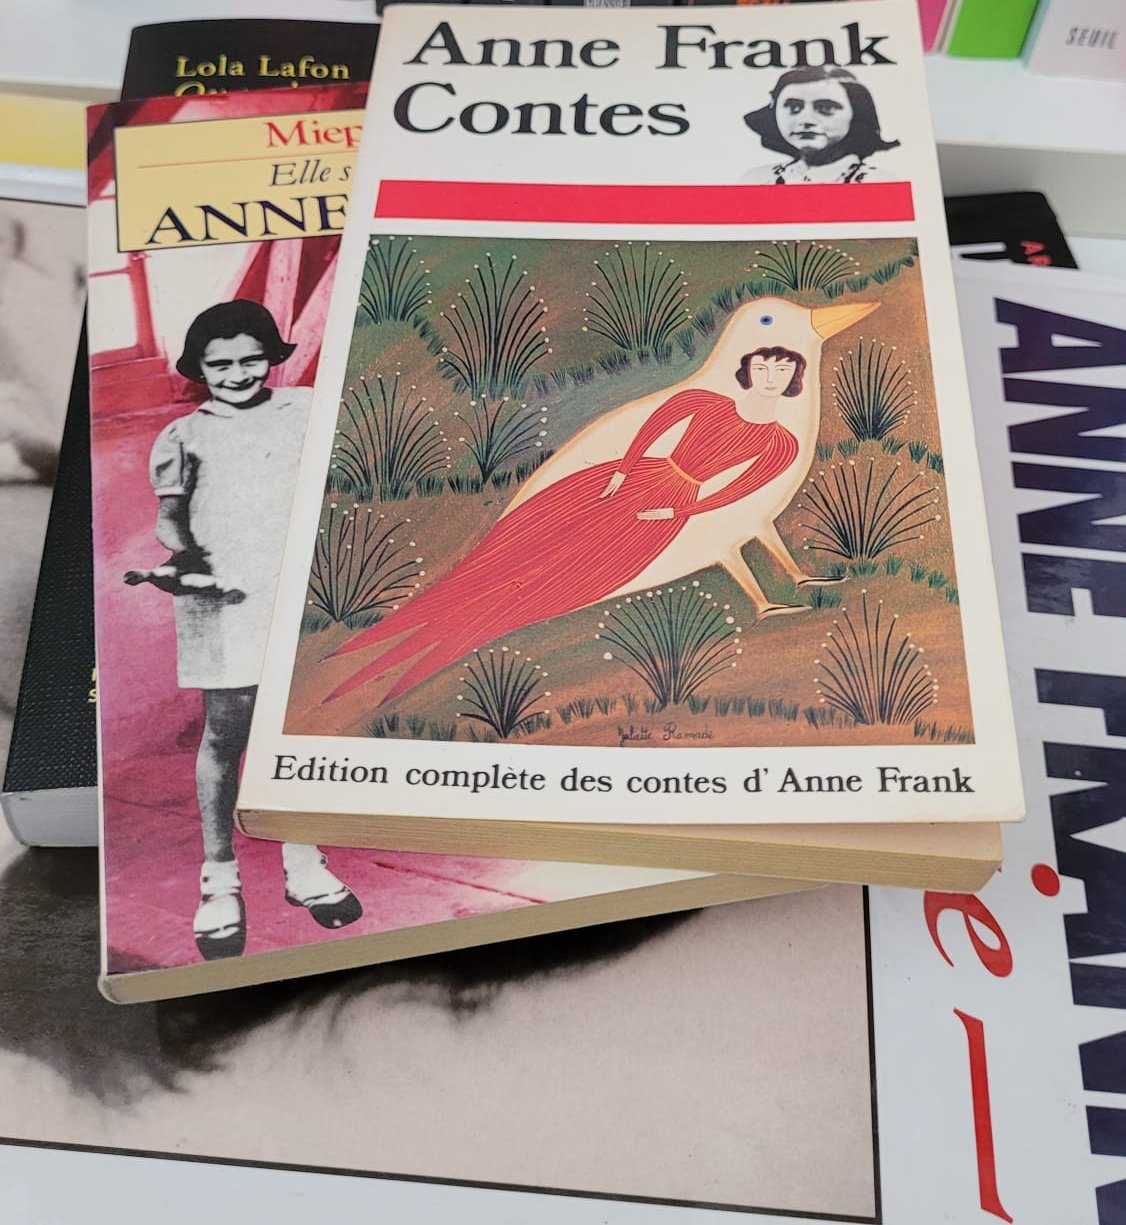 SEUIL
Lola Lafon
Miep
Elle s
ANNE
Anne Frank
Contes
Juliette Ramade
Edition complète des contes d'Anne Frank
ANNE FRANK